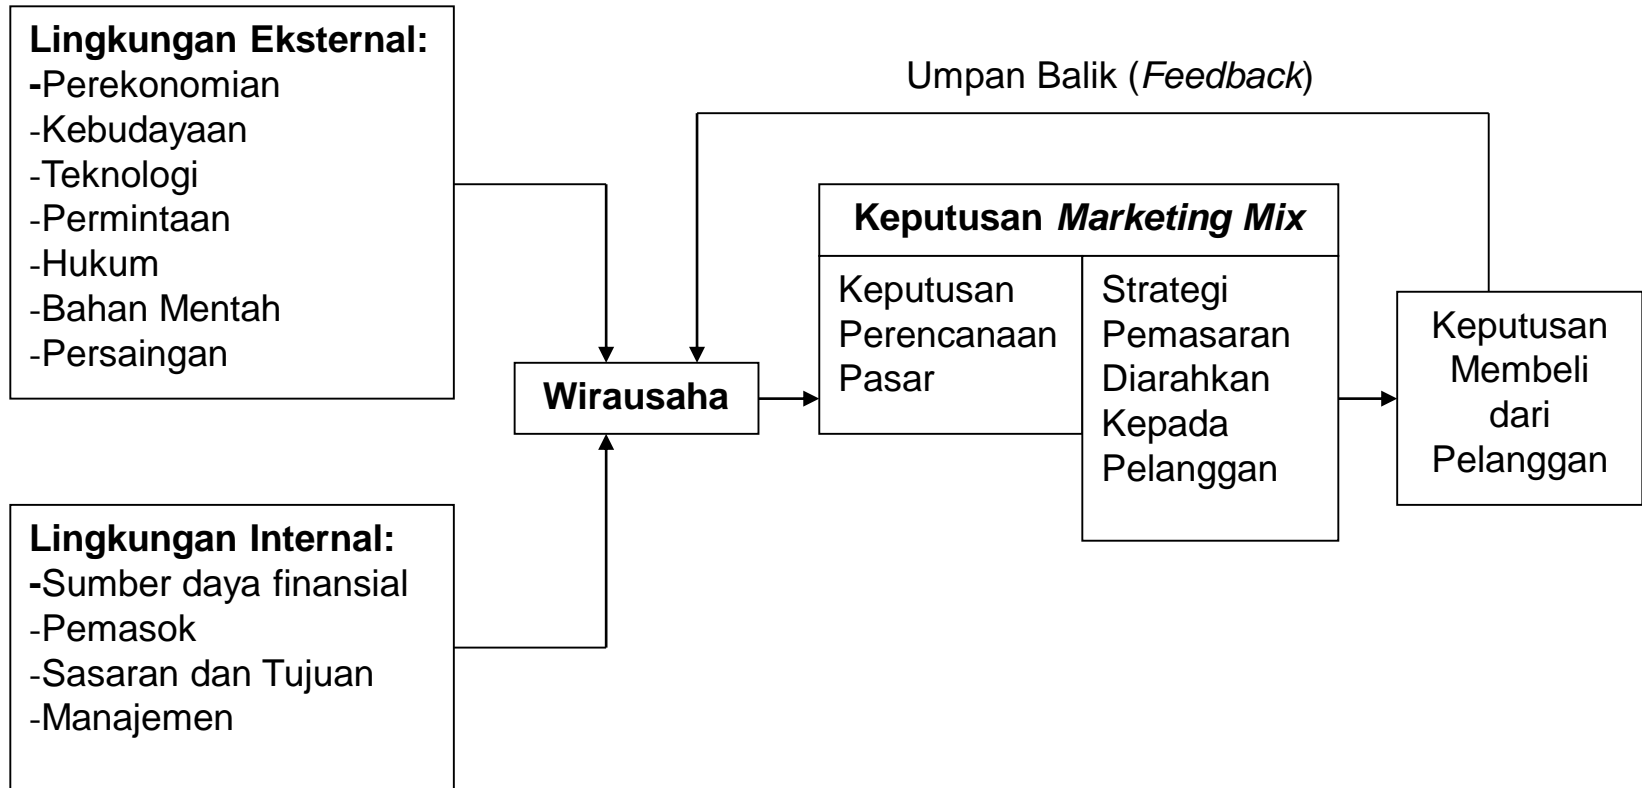 Lingkungan Eksternal:
-Perekonomian
-Kebudayaan
-Teknologi
-Permintaan
-Hukum
-Bahan Mentah
-Persaingan
Umpan Balik (Feedback)
Wirausaha
Keputusan Marketing Mix
Keputusan
Perencanaan
Pasar
Strategi
Pemasaran
Diarahkan
Kepada
Pelanggan
Keputusan
Membeli
dari
Pelanggan
Lingkungan Internal:
-Sumber daya finansial
-Pemasok
-Sasaran dan Tujuan
-Manajemen